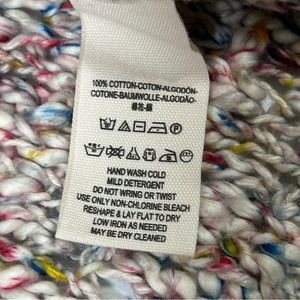 100% COTTON-COTON-ALGODÓN-
COTONE-BAUMWOLLE-ALGODÃO-
HAND WASH COLD
MILD DETERGENT
DO NOT WRING OR TWIST
USE ONLY NON-CHLORINE BLEACH
RESHAPE & LAY FLAT TO DRY
LOW IRON AS NEEDED
MAY BE DRY CLEANED